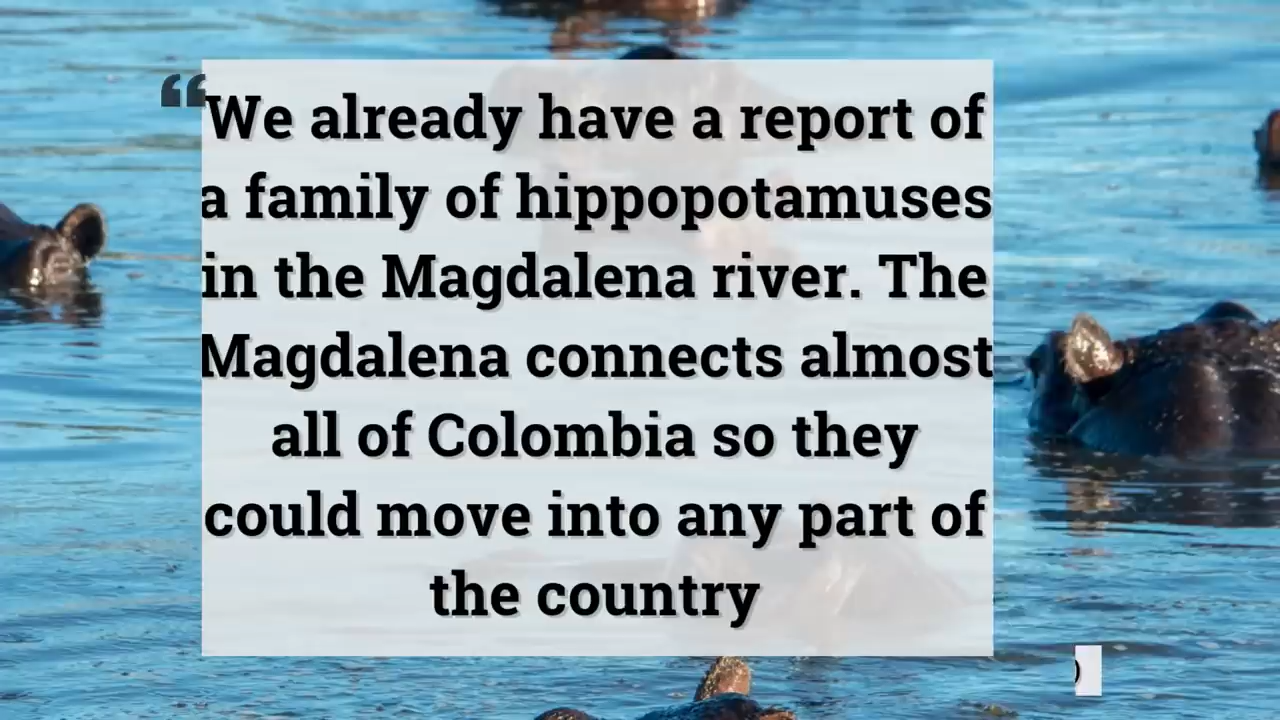 “We already have a report of
a family of hippopotamuses
in the Magdalena river. The
Magdalena connects almost
all of Colombia so they
could move into any part of
the country